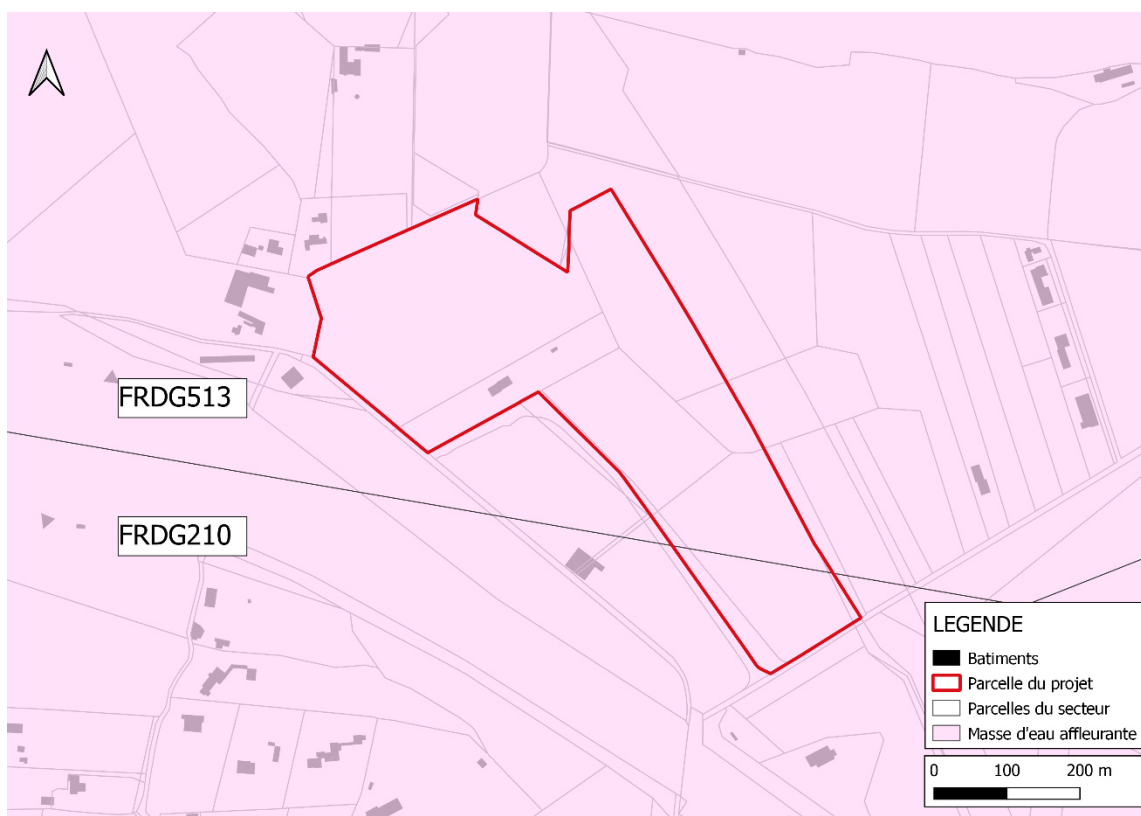 FRDG513
FRDG210
LEGENDE
Batiments
Parcelle du projet
Parcelles du secteur
Masse d'eau affleurante
0 100 200 m